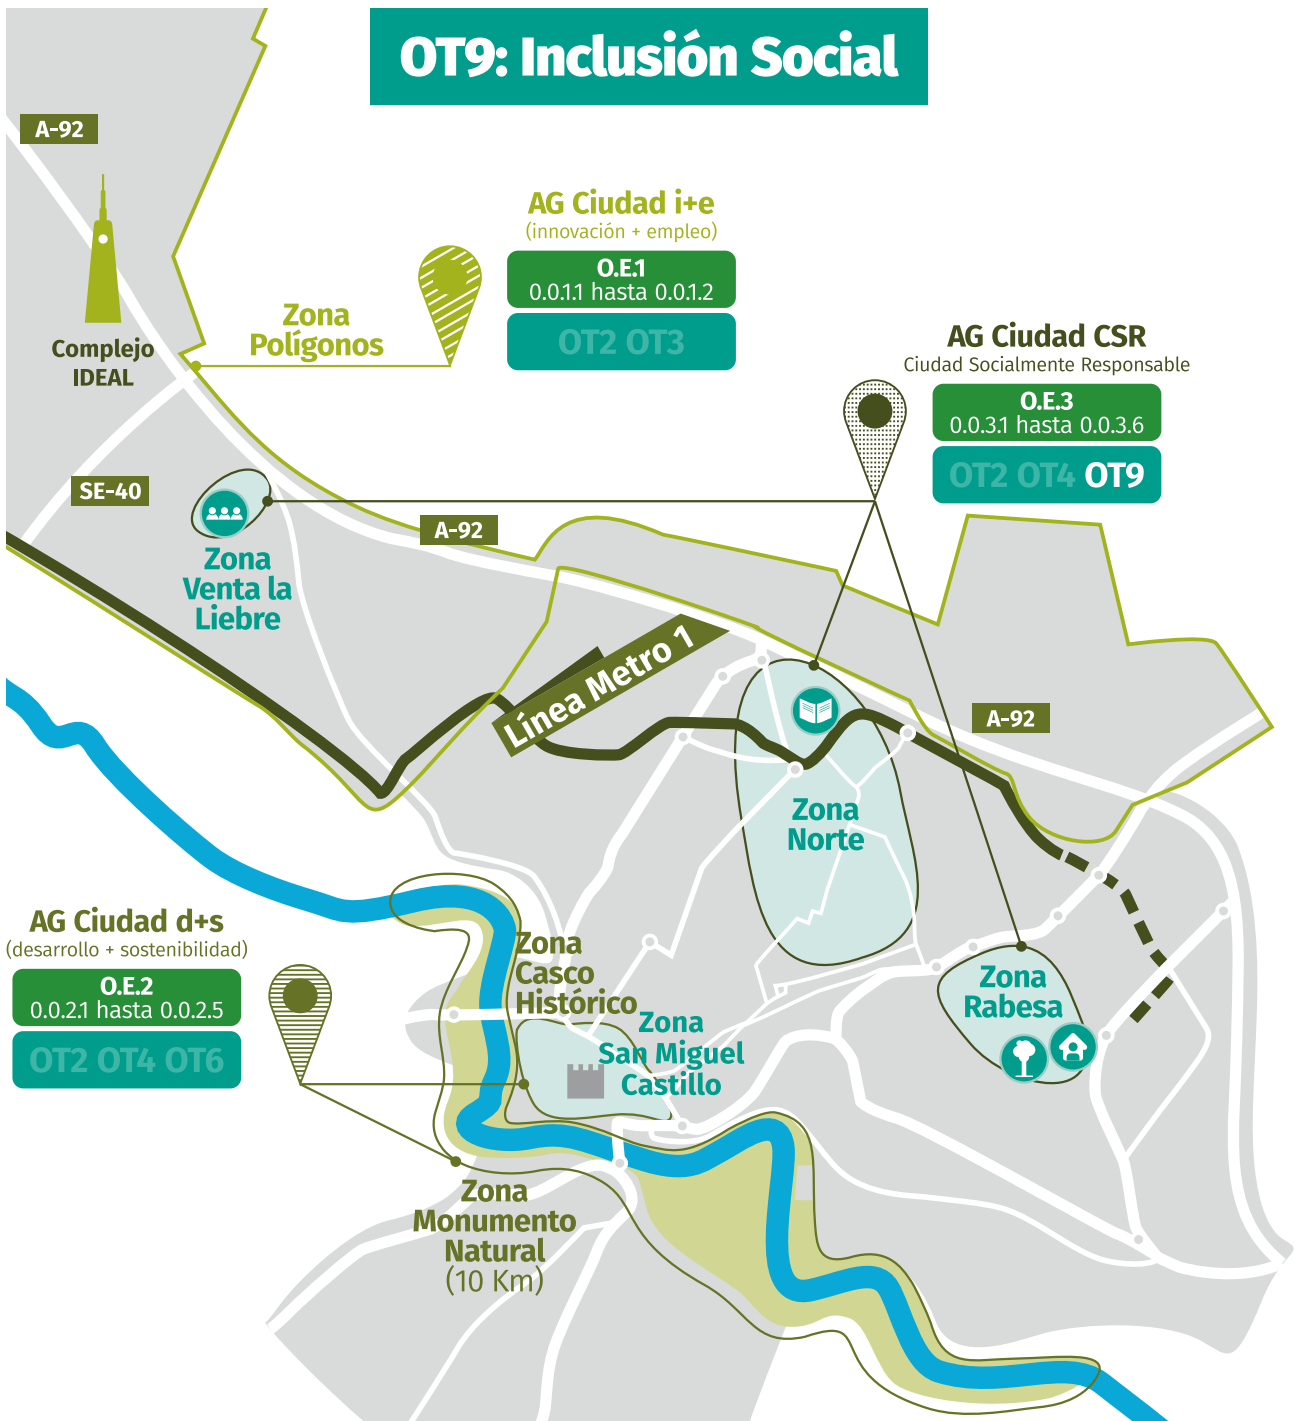 OT9: Inclusión Social
A-92
AG Ciudad i+e
(innovación + empleo)
O.E.1
0.0.1.1 hasta 0.0.1.2
OT2 OT3
Zona
Polígonos
Complejo
IDEAL
AG Ciudad CSR
Ciudad Socialmente Responsable
O.E.3
0.0.3.1 hasta 0.0.3.6
OT2 OT4 OT9
SE-40
A-92
Zona
Venta la
Liebre
Línea Metro 1
A-92
Zona
Norte
AG Ciudad d+s
(desarrollo + sostenibilidad)
O.E.2
0.0.2.1 hasta 0.0.2.5
OT2 OT4 OT6
Zona
Casco
Histórico
Zona
Rabesa
Zona
San Miguel
Castillo
Zona
Monumento
Natural
(10 Km)